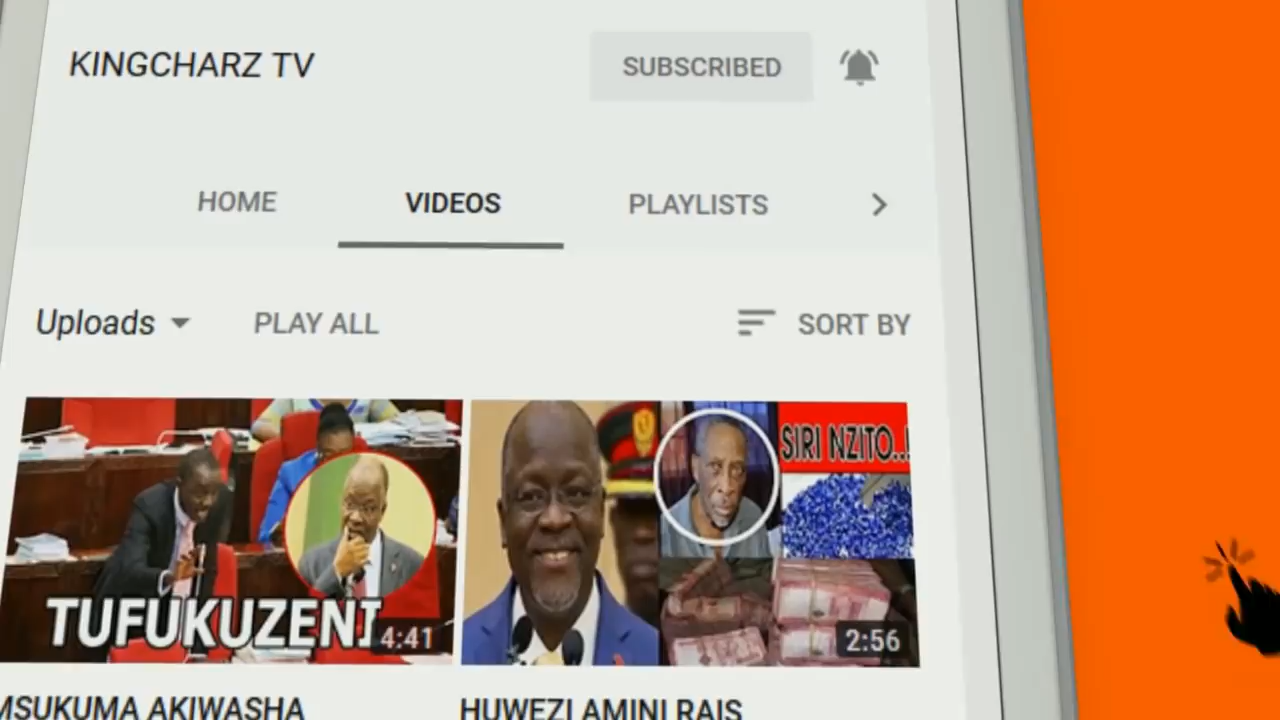 KINGCHARZ TV
SUBSCRIBED
HOME
VIDEOS
PLAYLISTS
Uploads
PLAY ALL
SORT BY
TUFUKUZENI
4:41
SIRI NZITO..!
2:56
MSUKUMA AKIWASHA
HUWEZI AMINI RAIS